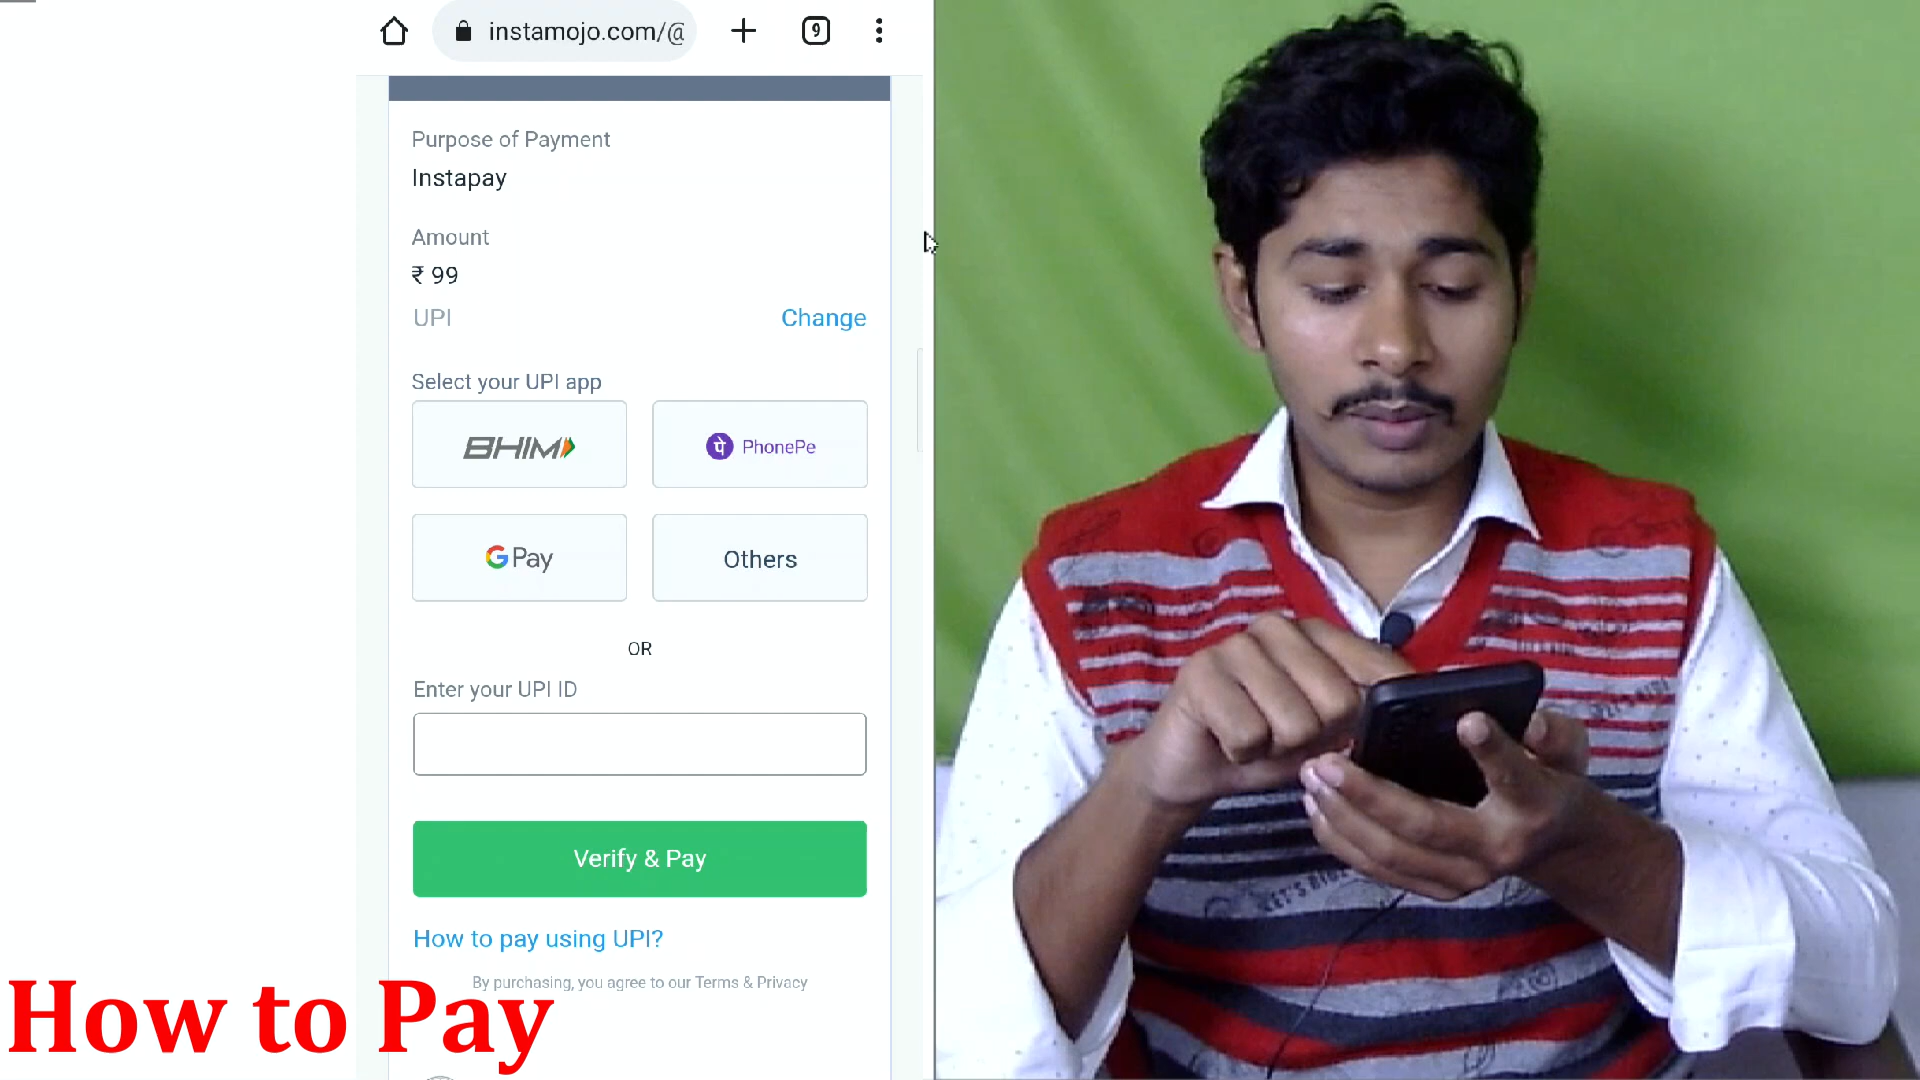 instamojo.com/@
9
Purpose of Payment
Instapay
Amount
₹ 99
UPI
Change
Select your UPI app
BHIM
पे PhonePe
G Pay
Others
OR
Enter your UPI ID
Verify & Pay
How to pay using UPI?
By purchasing, you agree to our Terms & Privacy
How to Pay